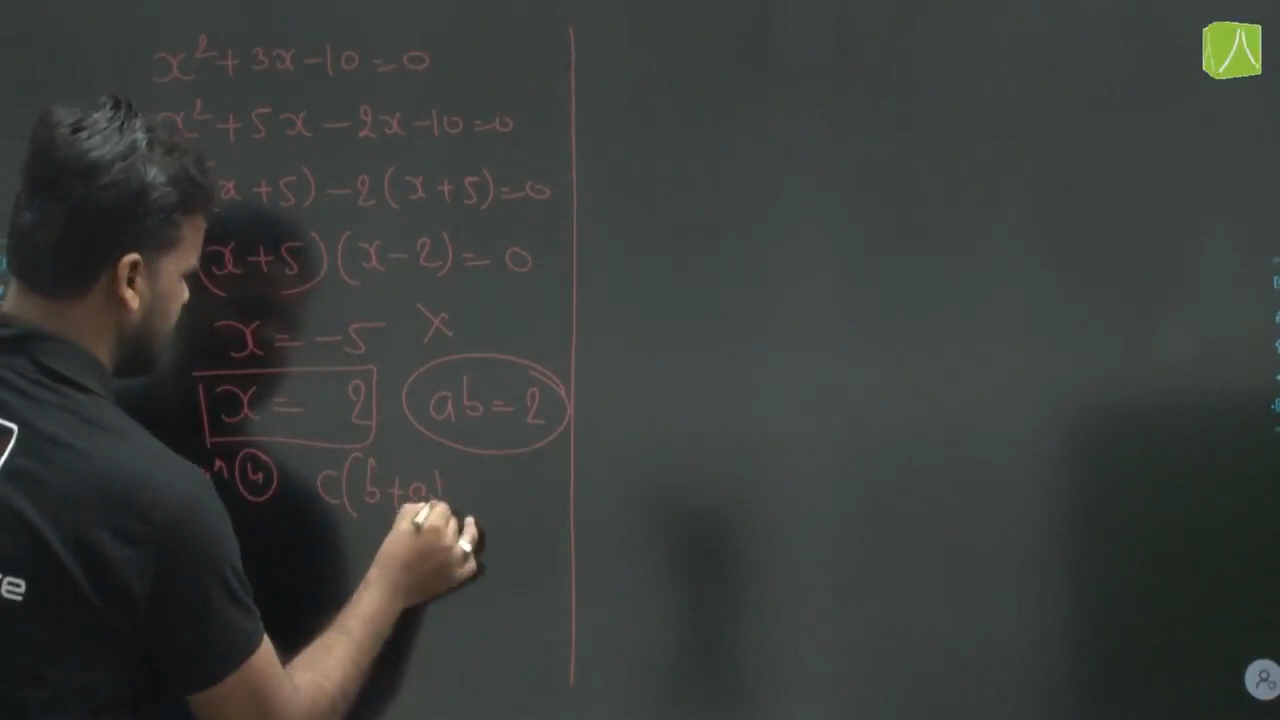 x²+3x-10=0
x²+5x-2x-10=0
x+5)-2(x+5)=0
(x+5)(x-2)=0
x=-5 ×
x= 2 ab=2
(4) c(b+a)
re